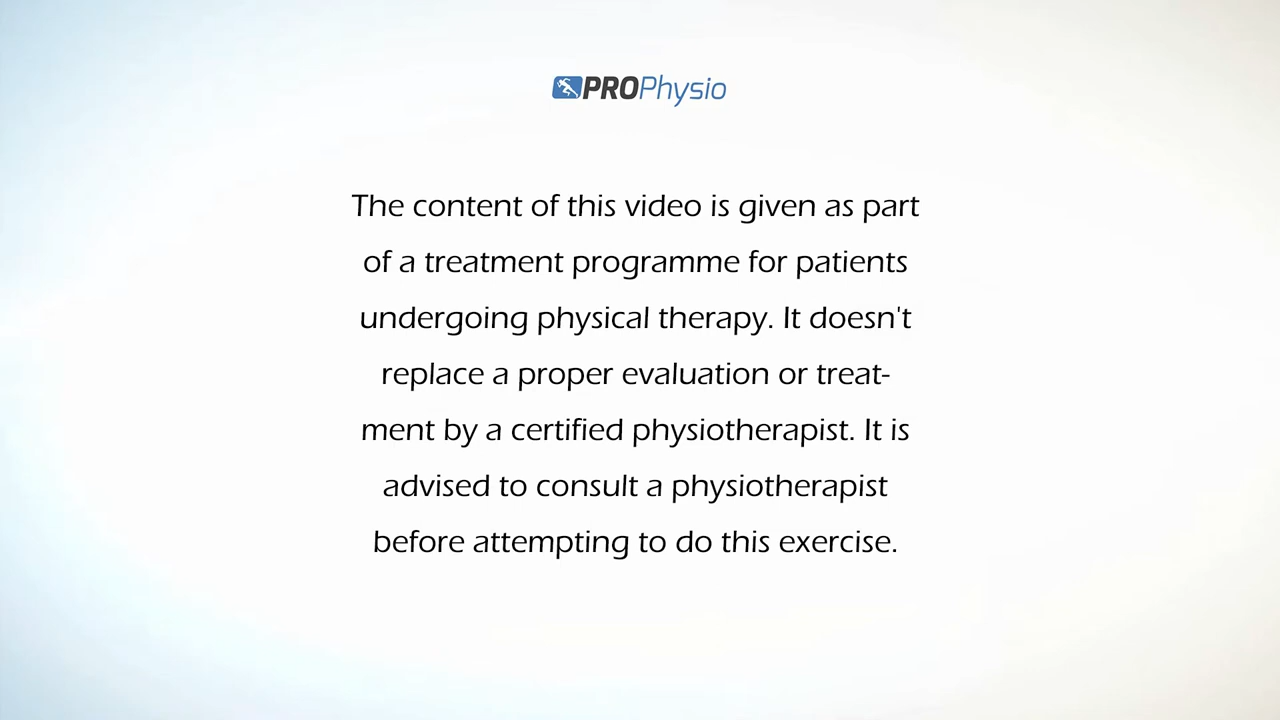 PROPhysio
The content of this video is given as part
of a treatment programme for patients
undergoing physical therapy. It doesn't
replace a proper evaluation or treat-
ment by a certified physiotherapist. It is
advised to consult a physiotherapist
before attempting to do this exercise.